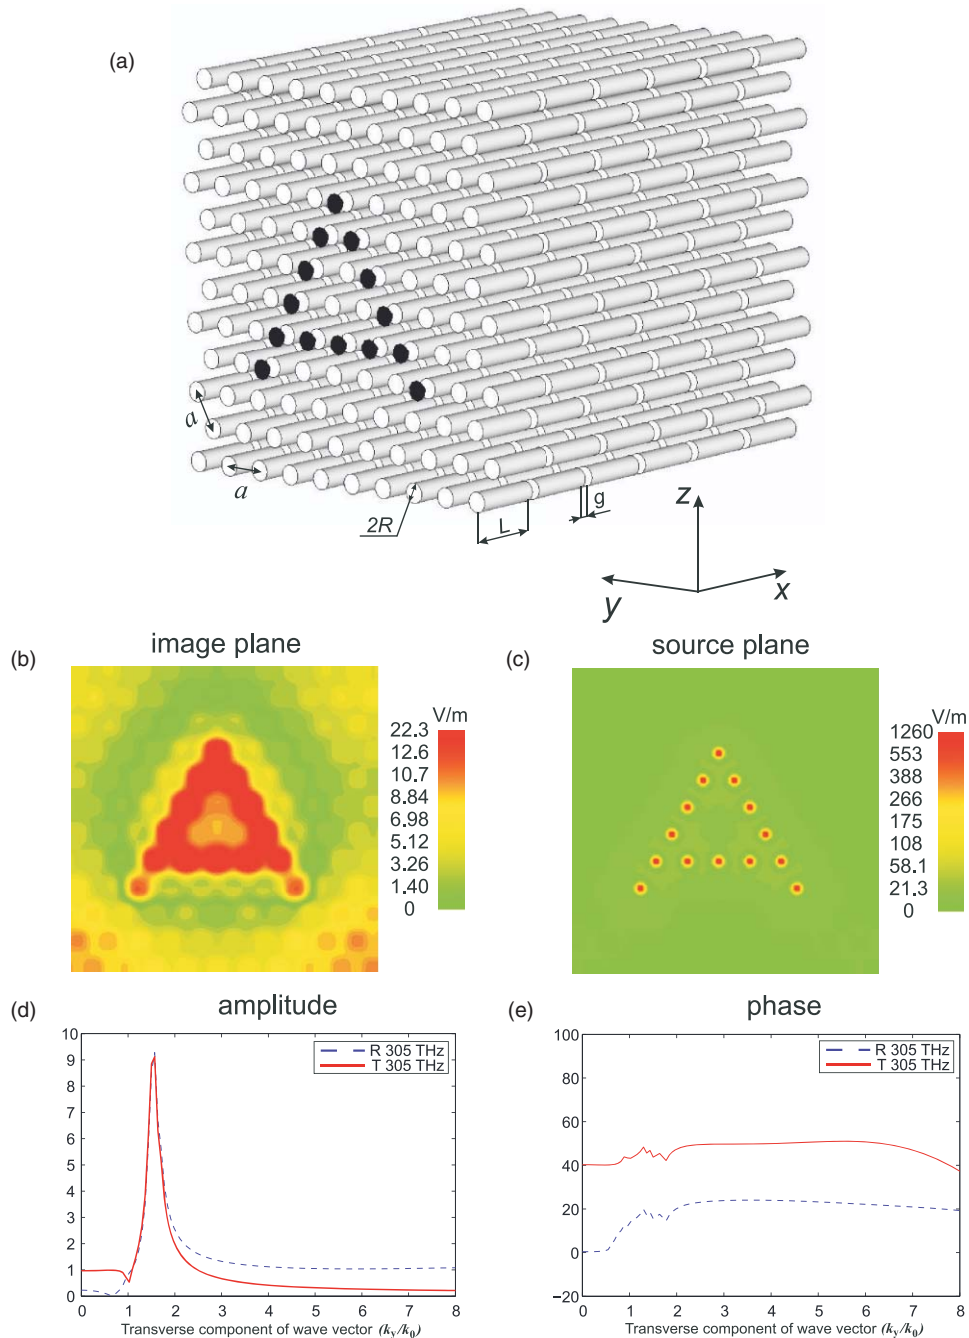 (a)
a
a
2R
L
g
z
y
x
image plane
source plane
(b)
(c)
V/m
22.3
12.6
10.7
8.84
6.98
5.12
3.26
1.40
0
V/m
1260
553
388
266
175
108
58.1
21.3
0
(d)
amplitude
(e)
phase
10
9
8
7
6
5
4
3
2
1
0
R 305 THz
T 305 THz
0 1 2 3 4 5 6 7 8
Transverse component of wave vector (k_y/k_0)
100
80
60
40
20
0
−20
R 305 THz
T 305 THz
0 1 2 3 4 5 6 7 8
Transverse component of wave vector (k_y/k_0)